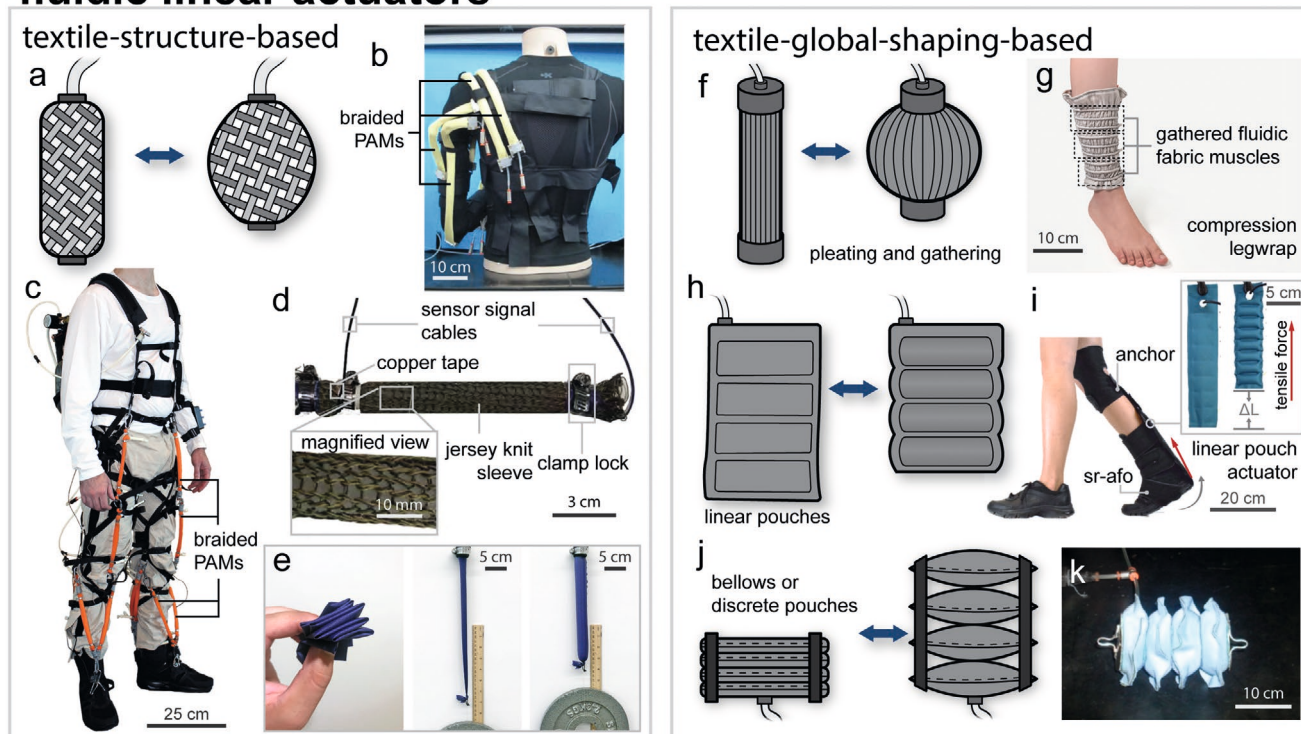 fluidic linear actuators
textile-structure-based
a
b
braided
PAMs
10 cm
c
braided
PAMs
25 cm
d
sensor signal
cables
copper tape
magnified view
10 mm
jersey knit
sleeve
clamp lock
3 cm
e
5 cm
5 cm
textile-global-shaping-based
f
pleating and gathering
g
gathered fluidic
fabric muscles
10 cm
compression
legwrap
h
linear pouches
i
5 cm
anchor
tensile force
ΔL
linear pouch
actuator
sr-afo
20 cm
j
bellows or
discrete pouches
k
10 cm